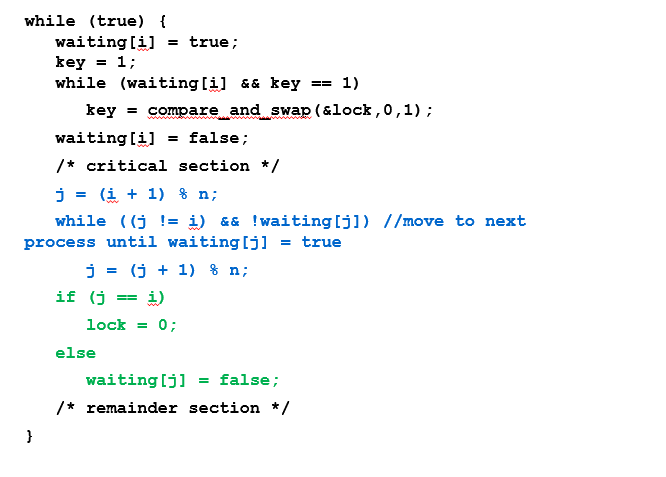 while (true) {
waiting[i] = true;
key = 1;
while (waiting[i] && key == 1)
key = compare_and_swap(&lock,0,1);
waiting[i] = false;
/* critical section */
j = (i + 1) % n;
while ((j != i) && !waiting[j]) //move to next
process until waiting[j] = true
j = (j + 1) % n;
if (j == i)
lock = 0;
else
waiting[j] = false;
/* remainder section */
}